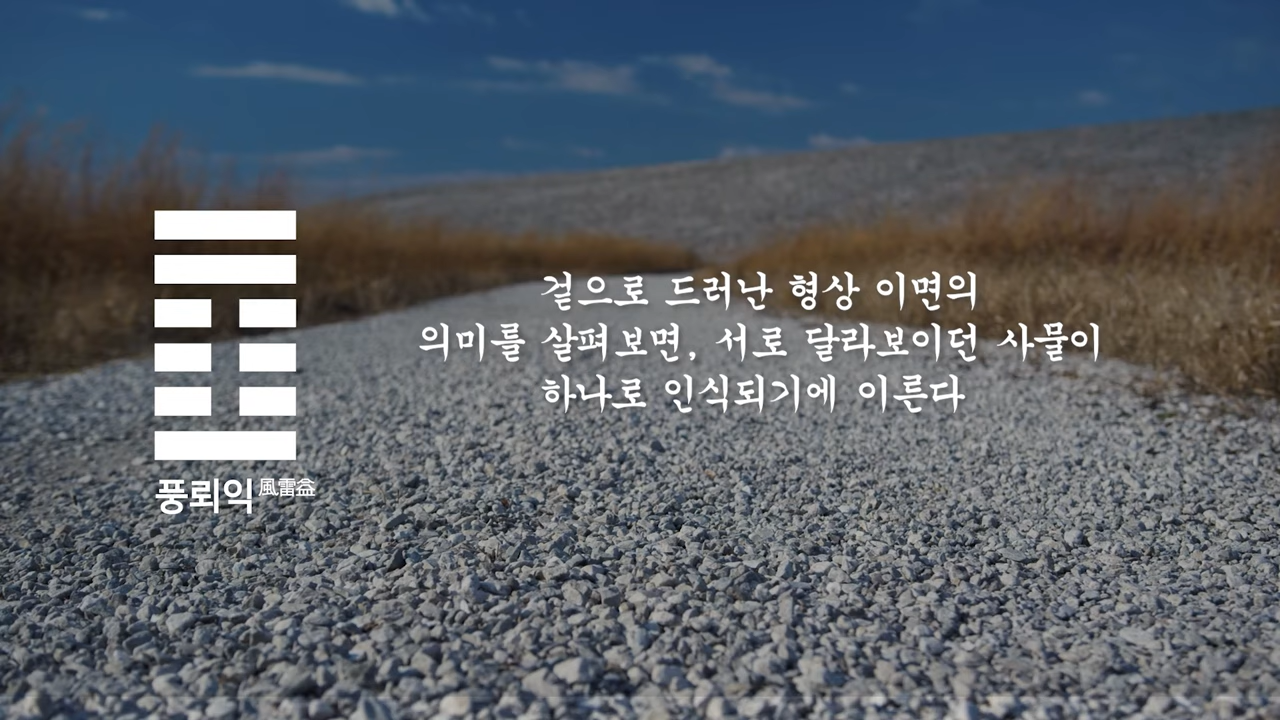 겉으로 드러난 형상 이면의
의미를 살펴보면, 서로 달라보이던 사물이
하나로 인식되기에 이른다
풍뢰익 風雷益